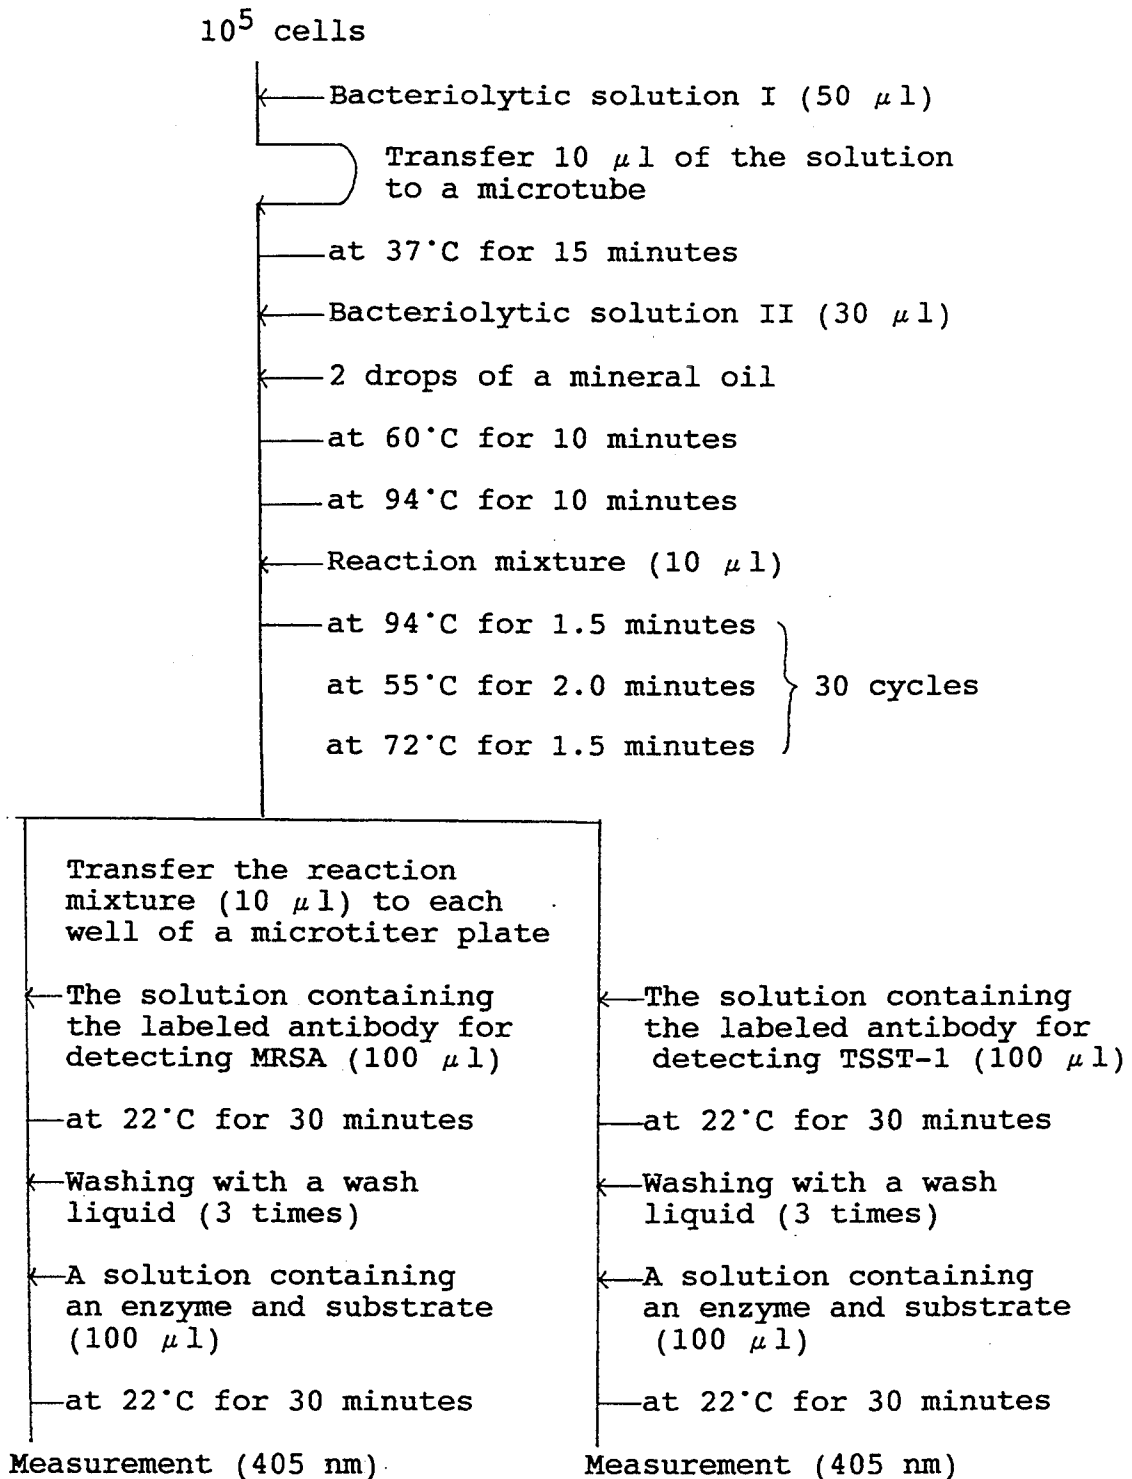 10⁵ cells
Bacteriolytic solution I (50 μl)
Transfer 10 μl of the solution
to a microtube
at 37°C for 15 minutes
Bacteriolytic solution II (30 μl)
2 drops of a mineral oil
at 60°C for 10 minutes
at 94°C for 10 minutes
Reaction mixture (10 μl)
at 94°C for 1.5 minutes
at 55°C for 2.0 minutes
30 cycles
at 72°C for 1.5 minutes
Transfer the reaction
mixture (10 μl) to each
well of a microtiter plate
The solution containing
the labeled antibody for
detecting MRSA (100 μl)
at 22°C for 30 minutes
Washing with a wash
liquid (3 times)
A solution containing
an enzyme and substrate
(100 μl)
at 22°C for 30 minutes
Measurement (405 nm)
The solution containing
the labeled antibody for
detecting TSST-1 (100 μl)
at 22°C for 30 minutes
Washing with a wash
liquid (3 times)
A solution containing
an enzyme and substrate
(100 μl)
at 22°C for 30 minutes
Measurement (405 nm)